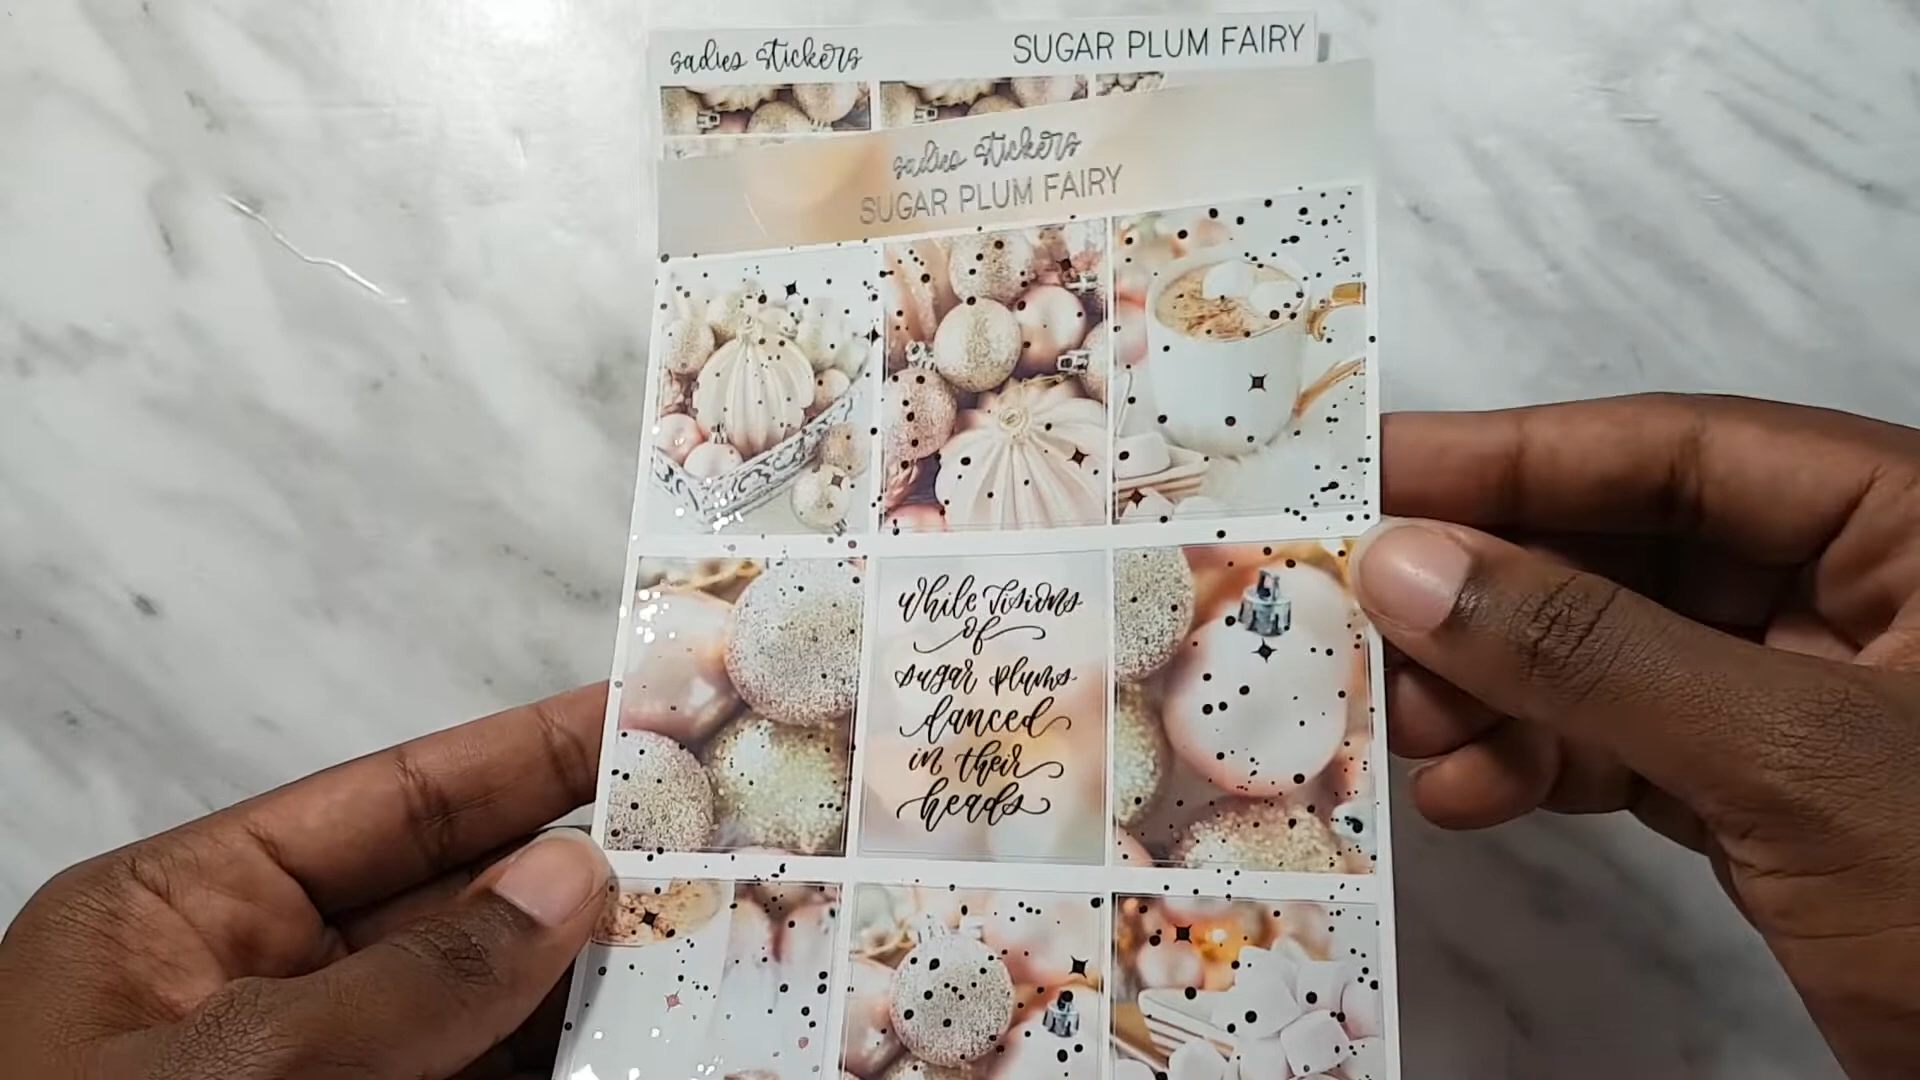 sadies stickers
SUGAR PLUM FAIRY
sadies stickers
SUGAR PLUM FAIRY
While visions
of
sugar plums
danced
in their
heads